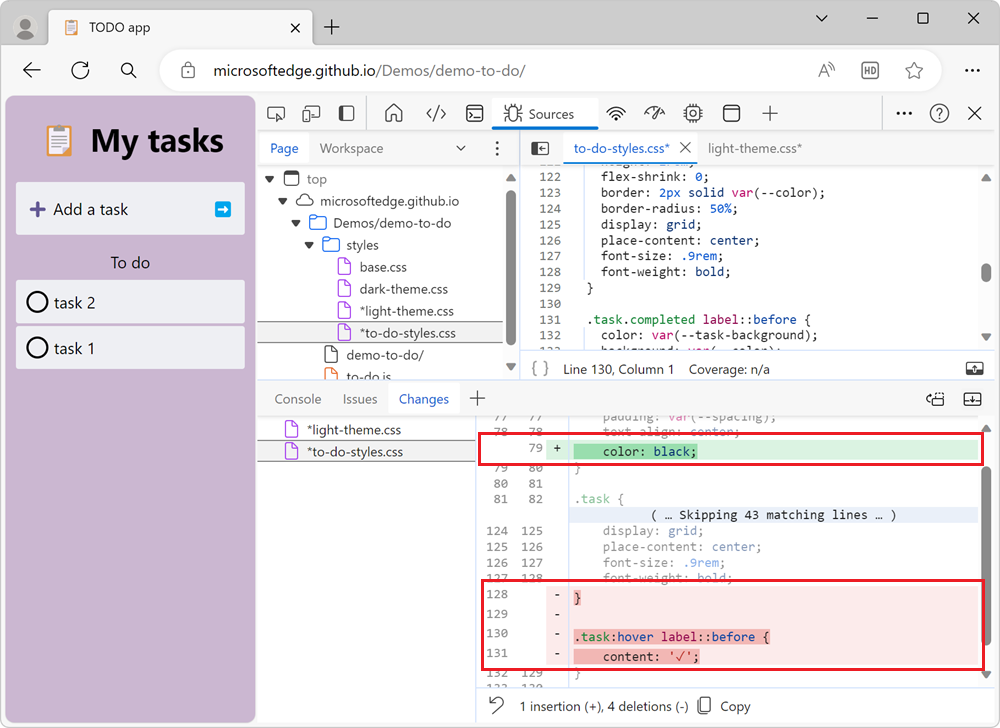 TODO app
microsoftedge.github.io/Demos/demo-to-do/
A»
HD
My tasks
Add a task
To do
task 2
task 1
Sources
Page
Workspace
top
microsoftedge.github.io
Demos/demo-to-do
styles
base.css
dark-theme.css
*light-theme.css
*to-do-styles.css
demo-to-do/
to-do.js
to-do-styles.css*
light-theme.css*
122 flex-shrink: 0;
123 border: 2px solid var(--color);
124 border-radius: 50%;
125 display: grid;
126 place-content: center;
127 font-size: .9rem;
128 font-weight: bold;
129 }
130
131 .task.completed label::before {
132 color: var(--task-background);
133 background: var(--color);
{ } Line 130, Column 1 Coverage: n/a
Console
Issues
Changes
*light-theme.css
*to-do-styles.css
77 77 padding: var(--spacing);
78 78 text-align: center;
79 + color: black;
79 80 }
80 81
81 82 .task {
( … Skipping 43 matching lines … )
124 125 display: grid;
125 126 place-content: center;
126 127 font-size: .9rem;
127 128 font-weight: bold;
128 - }
129 -
130 - .task:hover label::before {
131 - content: '✓';
132 129 }
133 130
1 insertion (+), 4 deletions (-) Copy